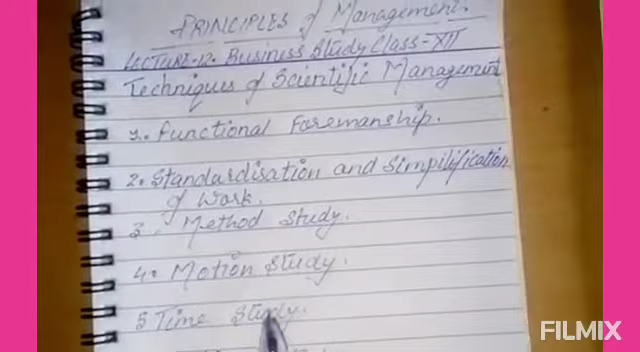 PRINCIPLES of Management.
LECTURE-12. Business Study Class-XII
Techniques of Scientific Management
1. Functional Foremanship.
2. Standardisation and Simplification of Work.
3. Method Study.
4. Motion Study.
5 Time Study.
FILMIX